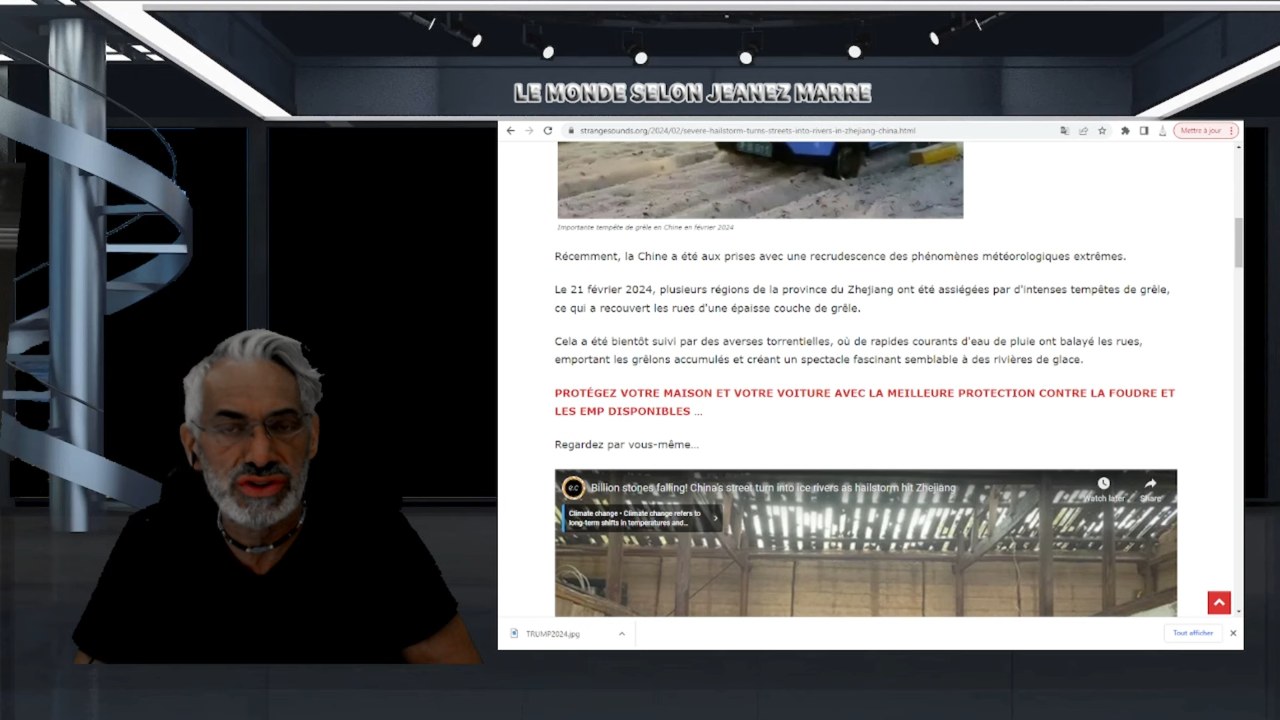 LE MONDE SELON JEANEZ MARRE
strangesounds.org/2024/02/severe-hailstorm-turns-streets-into-rivers-in-zhejiang-china.html
Mettre à jour
Importante tempête de grêle en Chine en février 2024
Récemment, la Chine a été aux prises avec une recrudescence des phénomènes météorologiques extrêmes.
Le 21 février 2024, plusieurs régions de la province du Zhejiang ont été assiégées par d'intenses tempêtes de grêle,
ce qui a recouvert les rues d'une épaisse couche de grêle.
Cela a été bientôt suivi par des averses torrentielles, où de rapides courants d'eau de pluie ont balayé les rues,
emportant les grêlons accumulés et créant un spectacle fascinant semblable à des rivières de glace.
PROTÉGEZ VOTRE MAISON ET VOTRE VOITURE AVEC LA MEILLEURE PROTECTION CONTRE LA FOUDRE ET
LES EMP DISPONIBLES ...
Regardez par vous-même...
Billion stones falling! China's street turn into ice rivers as hailstorm hit Zhejiang
Watch later
Share
Climate change • Climate change refers to
long-term shifts in temperatures and...
TRUMP2024.jpg
Tout afficher